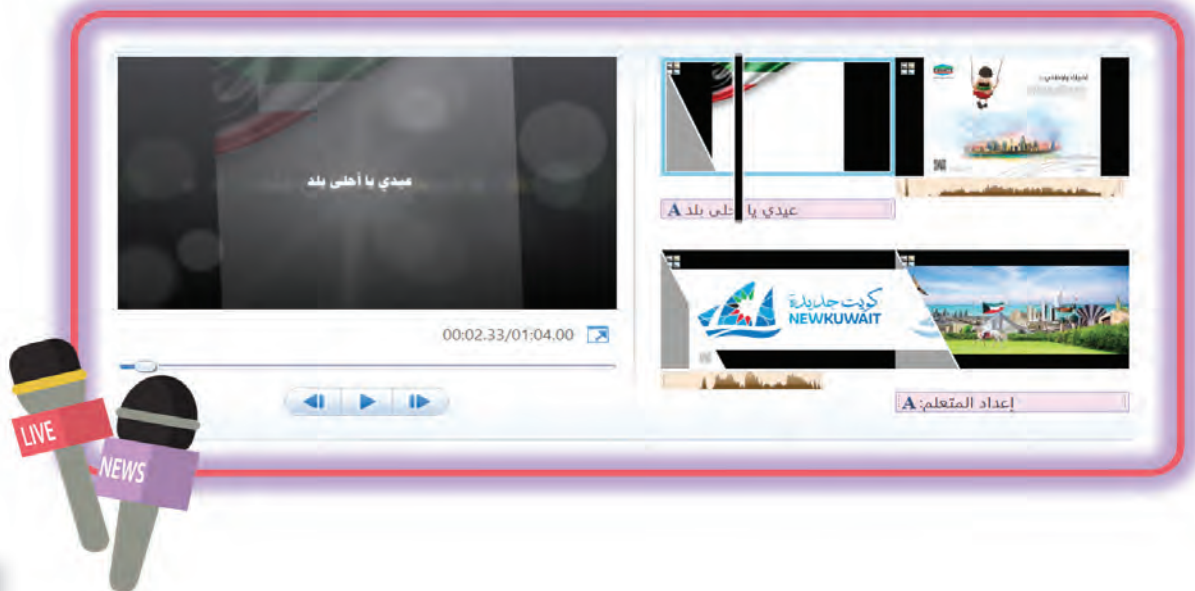 عيدي يا أحلى بلد
00:02.33/01:04.00
A عيدي يا أحلى بلد
كويت جديدة
NEWKUWAIT
A إعداد المتعلم:
LIVE
NEWS